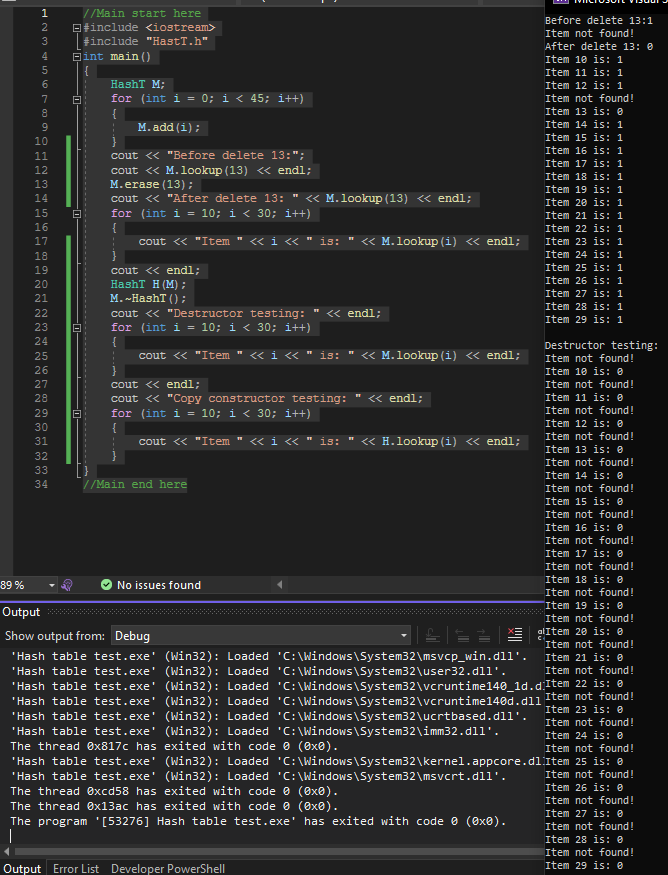 //Main start here
#include <iostream>
#include "HastT.h"
int main()
{
HashT M;
for (int i = 0; i < 45; i++)
{
M.add(i);
}
cout << "Before delete 13:";
cout << M.lookup(13) << endl;
M.erase(13);
cout << "After delete 13: " << M.lookup(13) << endl;
for (int i = 10; i < 30; i++)
{
cout << "Item " << i << " is: " << M.lookup(i) << endl;
}
cout << endl;
HashT H(M);
M.~HashT();
cout << "Destructor testing: " << endl;
for (int i = 10; i < 30; i++)
{
cout << "Item " << i << " is: " << M.lookup(i) << endl;
}
cout << endl;
cout << "Copy constructor testing: " << endl;
for (int i = 10; i < 30; i++)
{
cout << "Item " << i << " is: " << H.lookup(i) << endl;
}
}
//Main end here
1
2
3
4
5
6
7
8
9
10
11
12
13
14
15
16
17
18
19
20
21
22
23
24
25
26
27
28
29
30
31
32
33
34
89 %
No issues found
Output
Show output from: Debug
'Hash table test.exe' (Win32): Loaded 'C:\Windows\System32\msvcp_win.dll'.
'Hash table test.exe' (Win32): Loaded 'C:\Windows\System32\user32.dll'.
'Hash table test.exe' (Win32): Loaded 'C:\Windows\System32\vcruntime140_1d.d
'Hash table test.exe' (Win32): Loaded 'C:\Windows\System32\vcruntime140d.dll
'Hash table test.exe' (Win32): Loaded 'C:\Windows\System32\ucrtbased.dll'.
'Hash table test.exe' (Win32): Loaded 'C:\Windows\System32\imm32.dll'.
The thread 0x817c has exited with code 0 (0x0).
'Hash table test.exe' (Win32): Loaded 'C:\Windows\System32\kernel.appcore.dl
'Hash table test.exe' (Win32): Loaded 'C:\Windows\System32\msvcrt.dll'.
The thread 0xcd58 has exited with code 0 (0x0).
The thread 0x13ac has exited with code 0 (0x0).
The program '[53276] Hash table test.exe' has exited with code 0 (0x0).
Output Error List Developer PowerShell
Microsoft Visual S
Before delete 13:1
Item not found!
After delete 13: 0
Item 10 is: 1
Item 11 is: 1
Item 12 is: 1
Item not found!
Item 13 is: 0
Item 14 is: 1
Item 15 is: 1
Item 16 is: 1
Item 17 is: 1
Item 18 is: 1
Item 19 is: 1
Item 20 is: 1
Item 21 is: 1
Item 22 is: 1
Item 23 is: 1
Item 24 is: 1
Item 25 is: 1
Item 26 is: 1
Item 27 is: 1
Item 28 is: 1
Item 29 is: 1
Destructor testing:
Item not found!
Item 10 is: 0
Item not found!
Item 11 is: 0
Item not found!
Item 12 is: 0
Item not found!
Item 13 is: 0
Item not found!
Item 14 is: 0
Item not found!
Item 15 is: 0
Item not found!
Item 16 is: 0
Item not found!
Item 17 is: 0
Item not found!
Item 18 is: 0
Item not found!
Item 19 is: 0
Item not found!
Item 20 is: 0
Item not found!
Item 21 is: 0
Item not found!
Item 22 is: 0
Item not found!
Item 23 is: 0
Item not found!
Item 24 is: 0
Item not found!
Item 25 is: 0
Item not found!
Item 26 is: 0
Item not found!
Item 27 is: 0
Item not found!
Item 28 is: 0
Item not found!
Item 29 is: 0